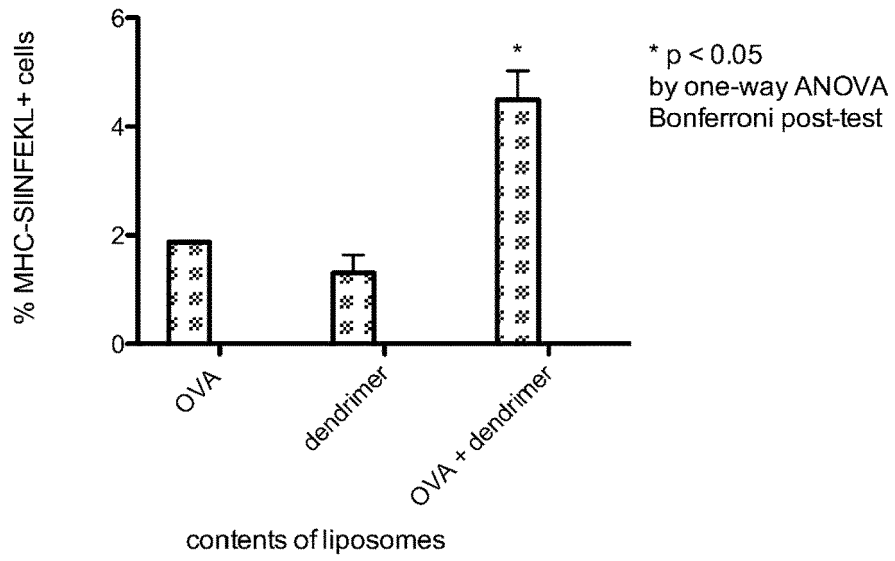 % MHC-SIINFEKL+ cells
6
4
2
0
*
* p < 0.05
by one-way ANOVA
Bonferroni post-test
OVA
dendrimer
OVA + dendrimer
contents of liposomes